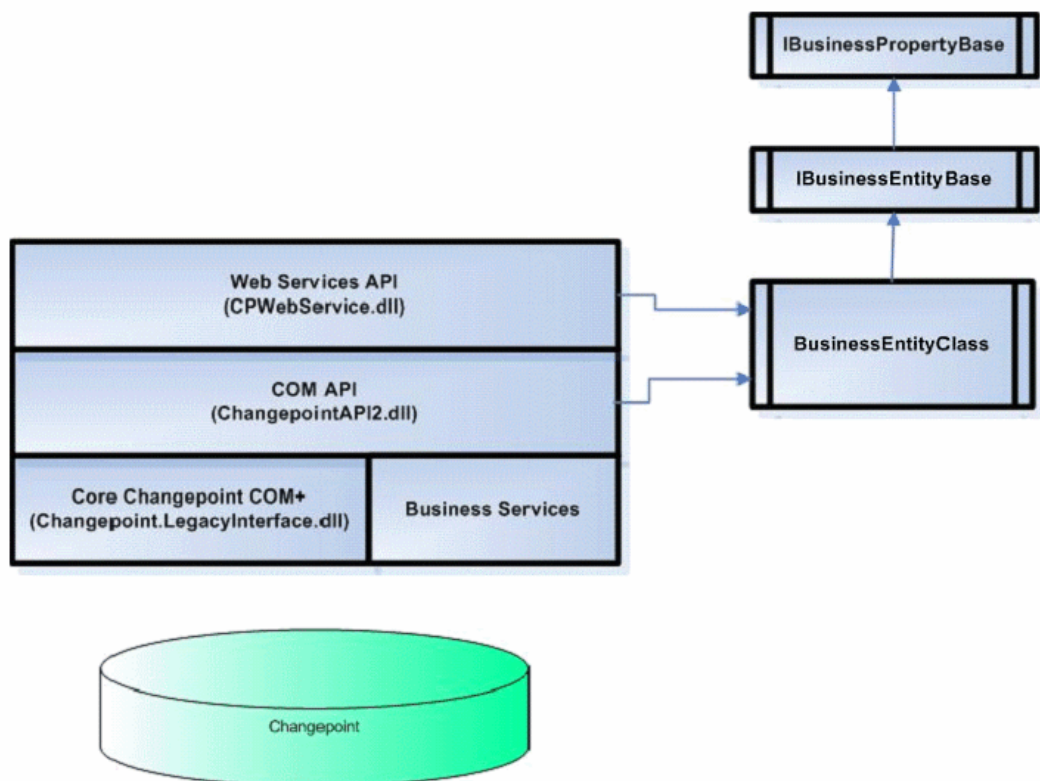 IBusinessPropertyBase
IBusinessEntityBase
Web Services API
(CPWebService.dll)
BusinessEntityClass
COM API
(ChangepointAPI2.dll)
Core Changepoint COM+
(Changepoint.LegacyInterface.dll)
Business Services
Changepoint